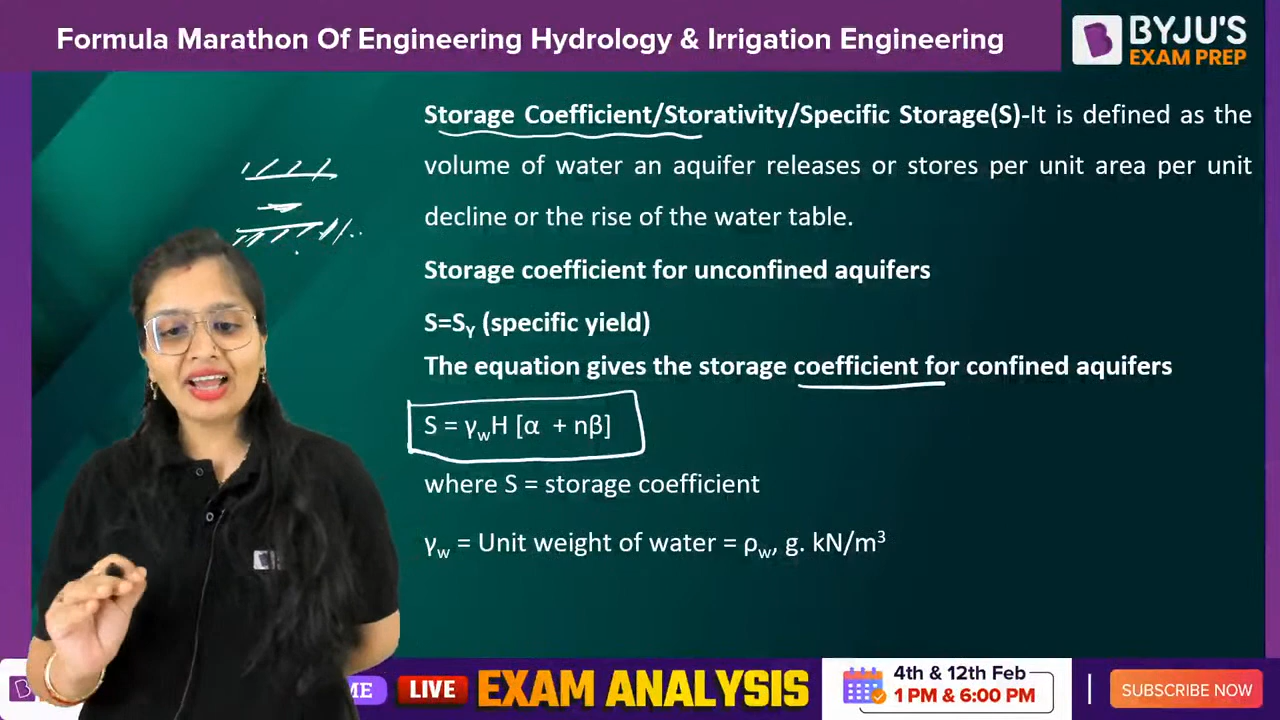 Formula Marathon Of Engineering Hydrology & Irrigation Engineering
BYJU'S
EXAM PREP
Storage Coefficient/Storativity/Specific Storage(S)-It is defined as the
volume of water an aquifer releases or stores per unit area per unit
decline or the rise of the water table.
Storage coefficient for unconfined aquifers
S=SY (specific yield)
The equation gives the storage coefficient for confined aquifers
S = γwH [α + nβ]
where S = storage coefficient
γw = Unit weight of water = ρw, g. kN/m³
ME
LIVE
EXAM ANALYSIS
4th & 12th Feb
1 PM & 6:00 PM
SUBSCRIBE NOW